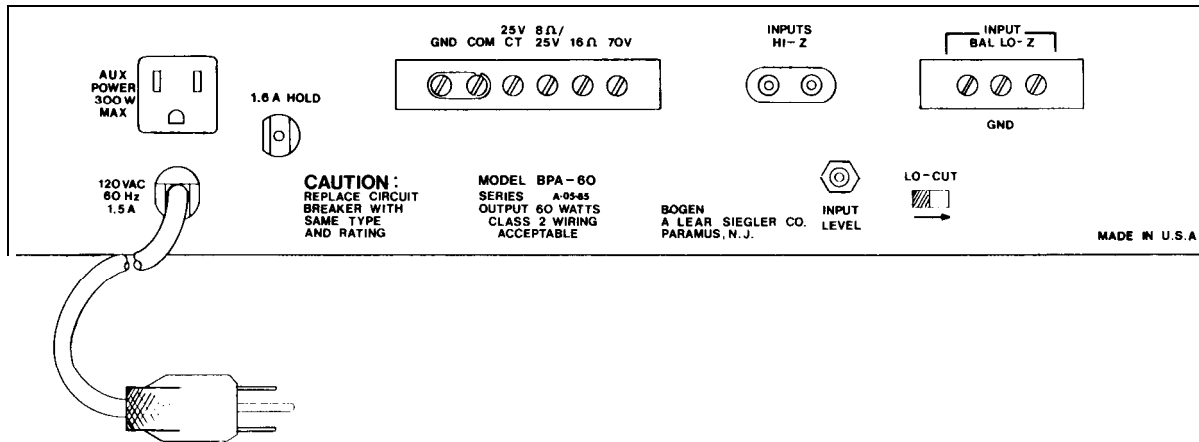 AUX
POWER
300 W
MAX
1.6 A HOLD
25V 8Ω/
GND COM CT 25V 16Ω 70V
INPUTS
HI-Z
INPUT
BAL LO-Z
GND
120 VAC
60 Hz
1.5 A
CAUTION:
REPLACE CIRCUIT
BREAKER WITH
SAME TYPE
AND RATING
MODEL BPA-60
SERIES A-05-85
OUTPUT 60 WATTS
CLASS 2 WIRING
ACCEPTABLE
BOGEN
A LEAR SIEGLER CO.
PARAMUS, N.J.
INPUT
LEVEL
LO-CUT
MADE IN U.S.A